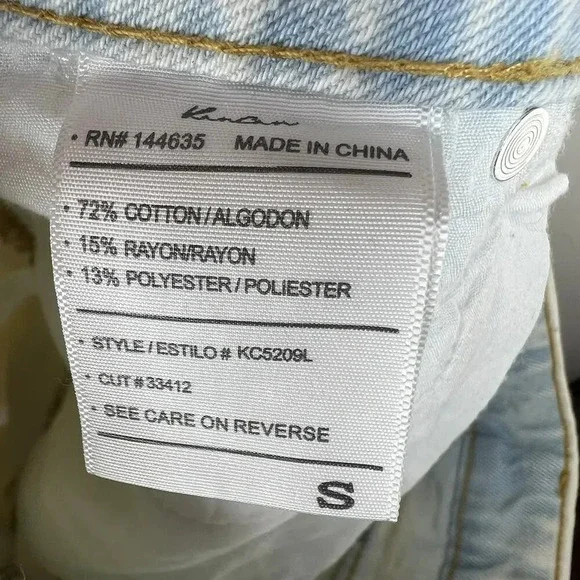 KanCan
• RN# 144635 MADE IN CHINA
• 72% COTTON / ALGODON
• 15% RAYON/RAYON
• 13% POLYESTER / POLIESTER
• STYLE / ESTILO # KC5209L
• CUT # 33412
• SEE CARE ON REVERSE
S